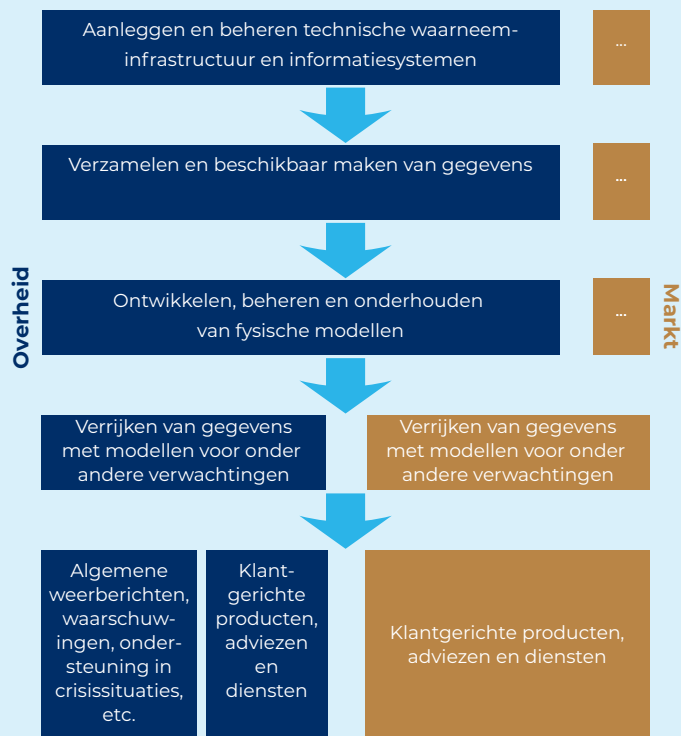 Aanleggen en beheren technische waarneem-
infrastructuur en informatiesystemen
...
Verzamelen en beschikbaar maken van gegevens
...
Overheid
Ontwikkelen, beheren en onderhouden
van fysische modellen
...
Markt
Verrijken van gegevens
met modellen voor onder
andere verwachtingen
Verrijken van gegevens
met modellen voor onder
andere verwachtingen
Algemene
weerberichten,
waarschuw-
ingen, onder-
steuning in
crisissituaties,
etc.
Klant-
gerichte
producten,
adviezen
en
diensten
Klantgerichte producten,
adviezen en diensten